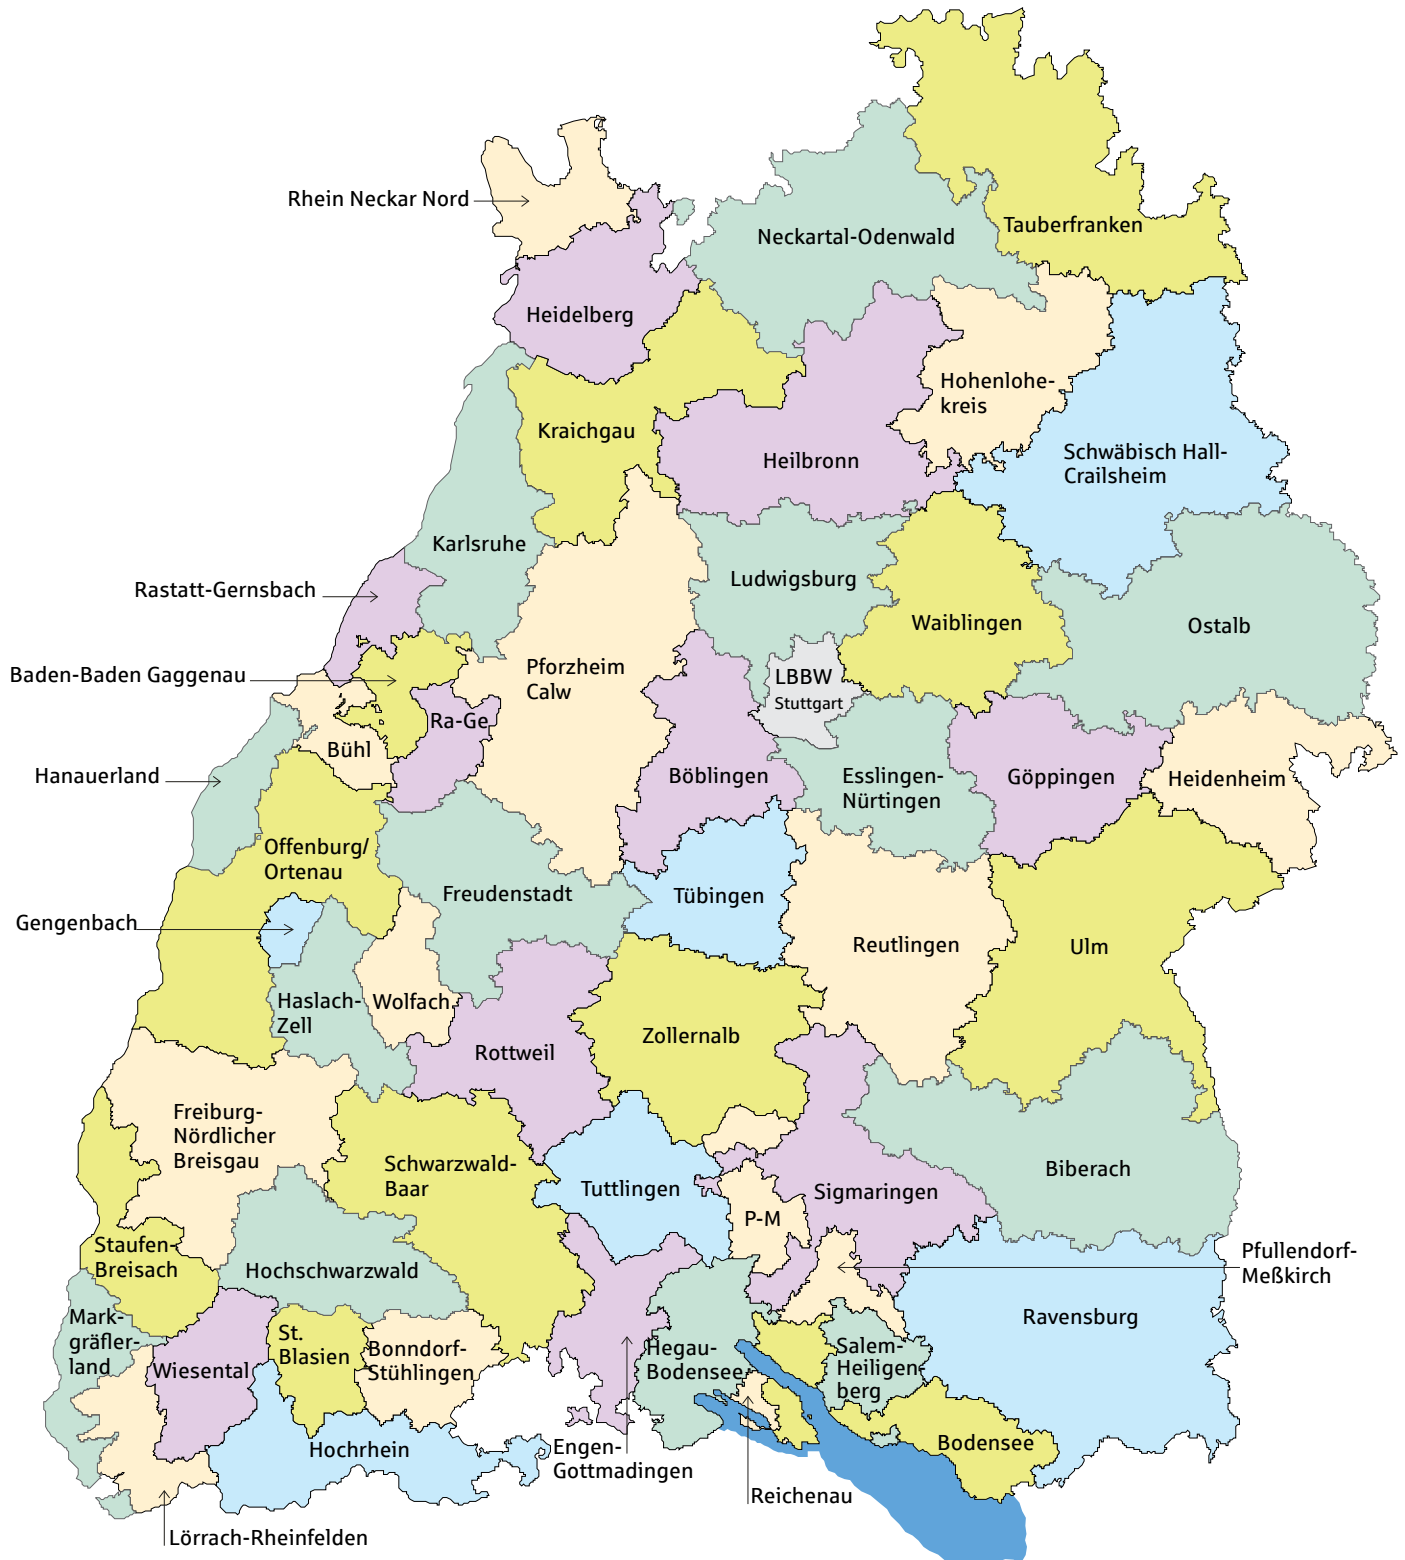 Rhein Neckar Nord
Neckartal-Odenwald
Tauberfranken
Heidelberg
Hohenlohe-
kreis
Kraichgau
Heilbronn
Schwäbisch Hall-
Crailsheim
Karlsruhe
Ludwigsburg
Rastatt-Gernsbach
Waiblingen
Ostalb
Baden-Baden Gaggenau
Pforzheim
Calw
LBBW
Stuttgart
Ra-Ge
Bühl
Hanauerland
Böblingen
Esslingen-
Nürtingen
Göppingen
Heidenheim
Offenburg/
Ortenau
Freudenstadt
Tübingen
Gengenbach
Reutlingen
Ulm
Haslach-
Zell
Wolfach
Rottweil
Zollernalb
Freiburg-
Nördlicher
Breisgau
Schwarzwald-
Baar
Tuttlingen
Sigmaringen
Biberach
P-M
Staufen-
Breisach
Hochschwarzwald
Pfullendorf-
Meßkirch
Mark-
gräfler-
land
Wiesental
St.
Blasien
Bonndorf-
Stühlingen
Hegau-
Bodensee
Salem-
Heiligen
berg
Ravensburg
Hochrhein
Engen-
Gottmadingen
Bodensee
Reichenau
Lörrach-Rheinfelden